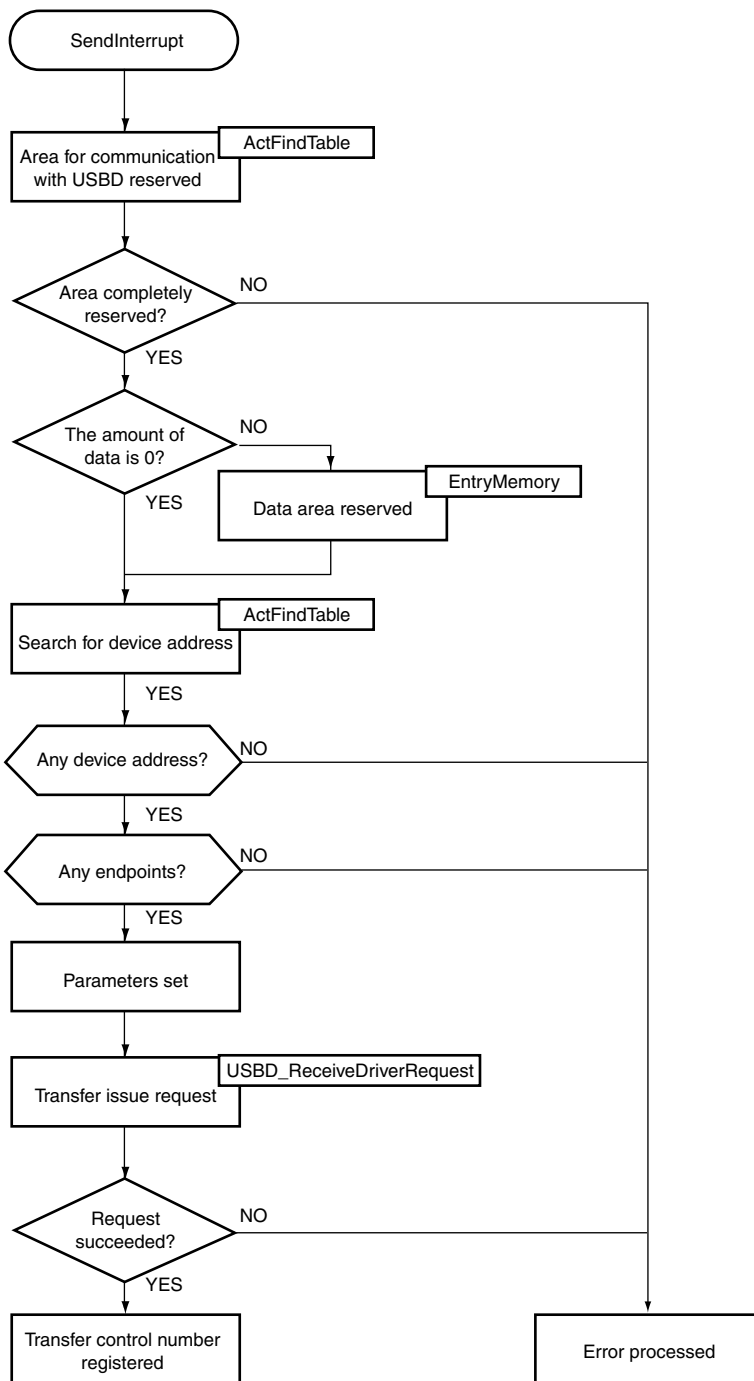 SendInterrupt
ActFindTable
Area for communication
with USBD reserved
NO
Area completely
reserved?
YES
NO
The amount of
data is 0?
EntryMemory
YES
Data area reserved
ActFindTable
Search for device address
YES
NO
Any device address?
YES
NO
Any endpoints?
YES
Parameters set
USBD_ReceiveDriverRequest
Transfer issue request
NO
Request
succeeded?
YES
Transfer control number
registered
Error processed